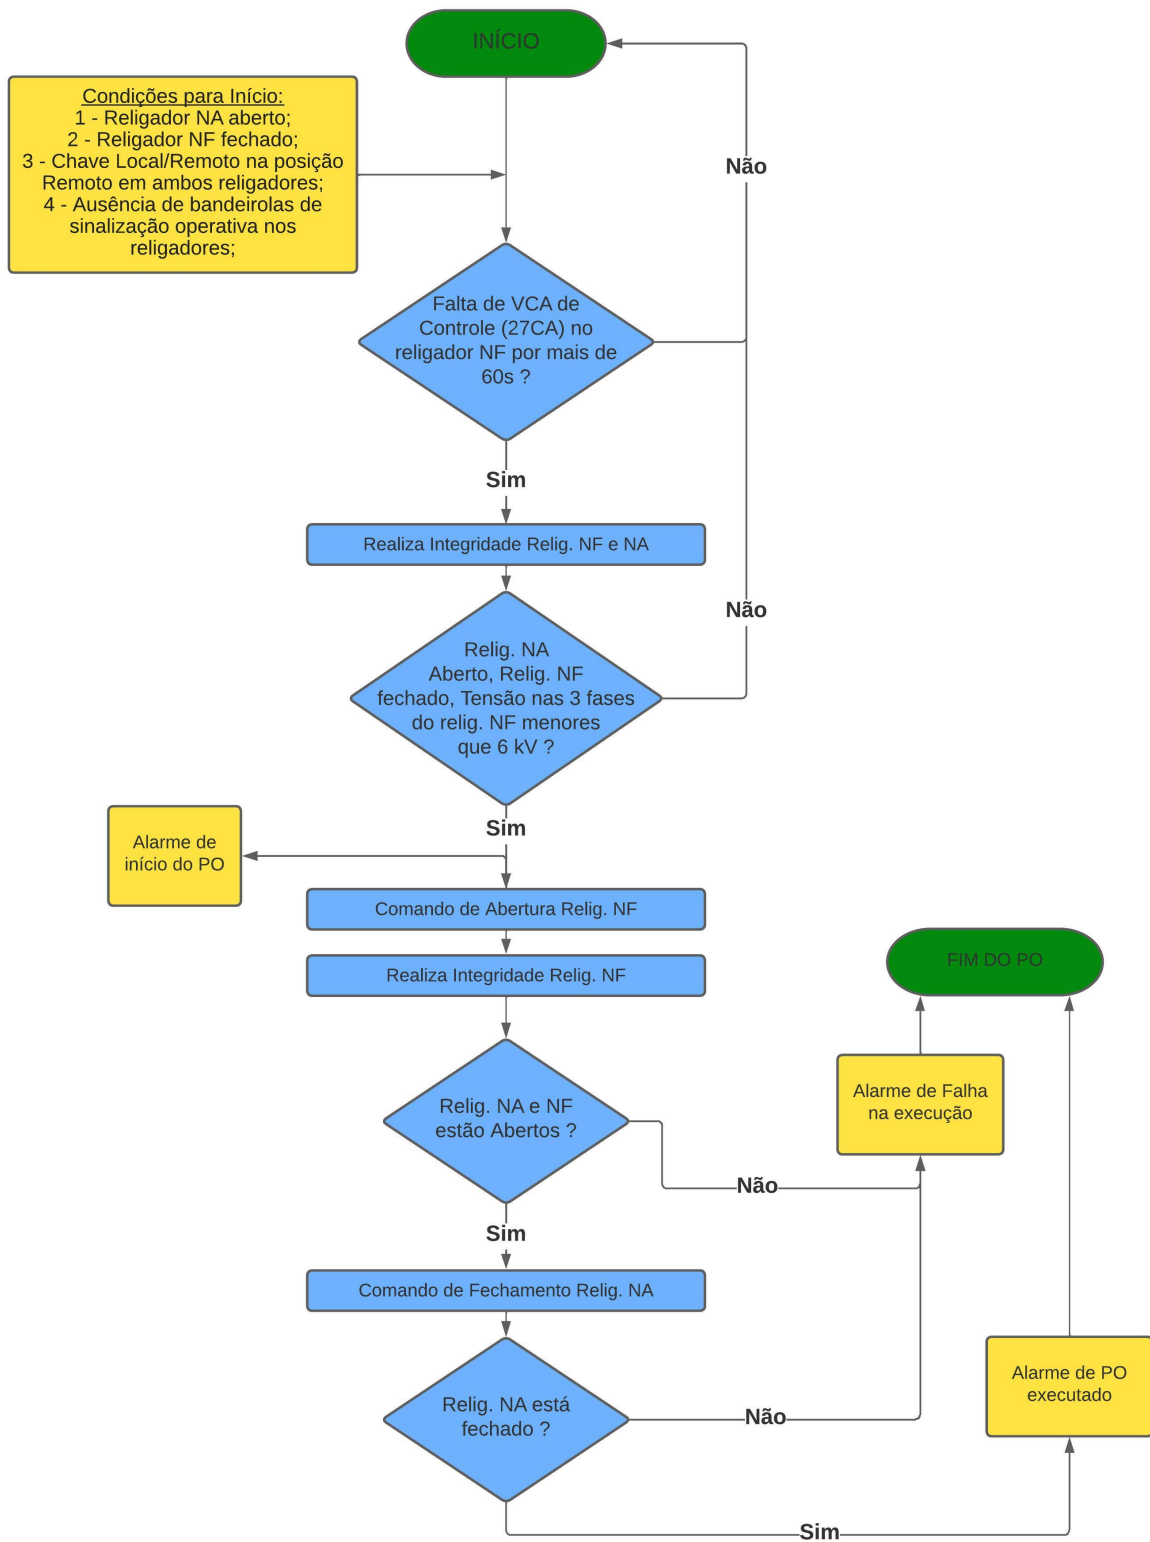 INÍCIO
Condições para Início:
1 - Religador NA aberto;
2 - Religador NF fechado;
3 - Chave Local/Remoto na posição
Remoto em ambos religadores;
4 - Ausência de bandeirolas de
sinalização operativa nos
religadores;
Não
Falta de VCA de
Controle (27CA) no
religador NF por mais de
60s ?
Sim
Realiza Integridade Relig. NF e NA
Não
Relig. NA
Aberto, Relig. NF
fechado, Tensão nas 3 fases
do relig. NF menores
que 6 kV ?
Sim
Alarme de
início do PO
Comando de Abertura Relig. NF
Realiza Integridade Relig. NF
FIM DO PO
Relig. NA e NF
estão Abertos ?
Alarme de Falha
na execução
Não
Sim
Comando de Fechamento Relig. NA
Relig. NA está
fechado ?
Não
Alarme de PO
executado
Sim